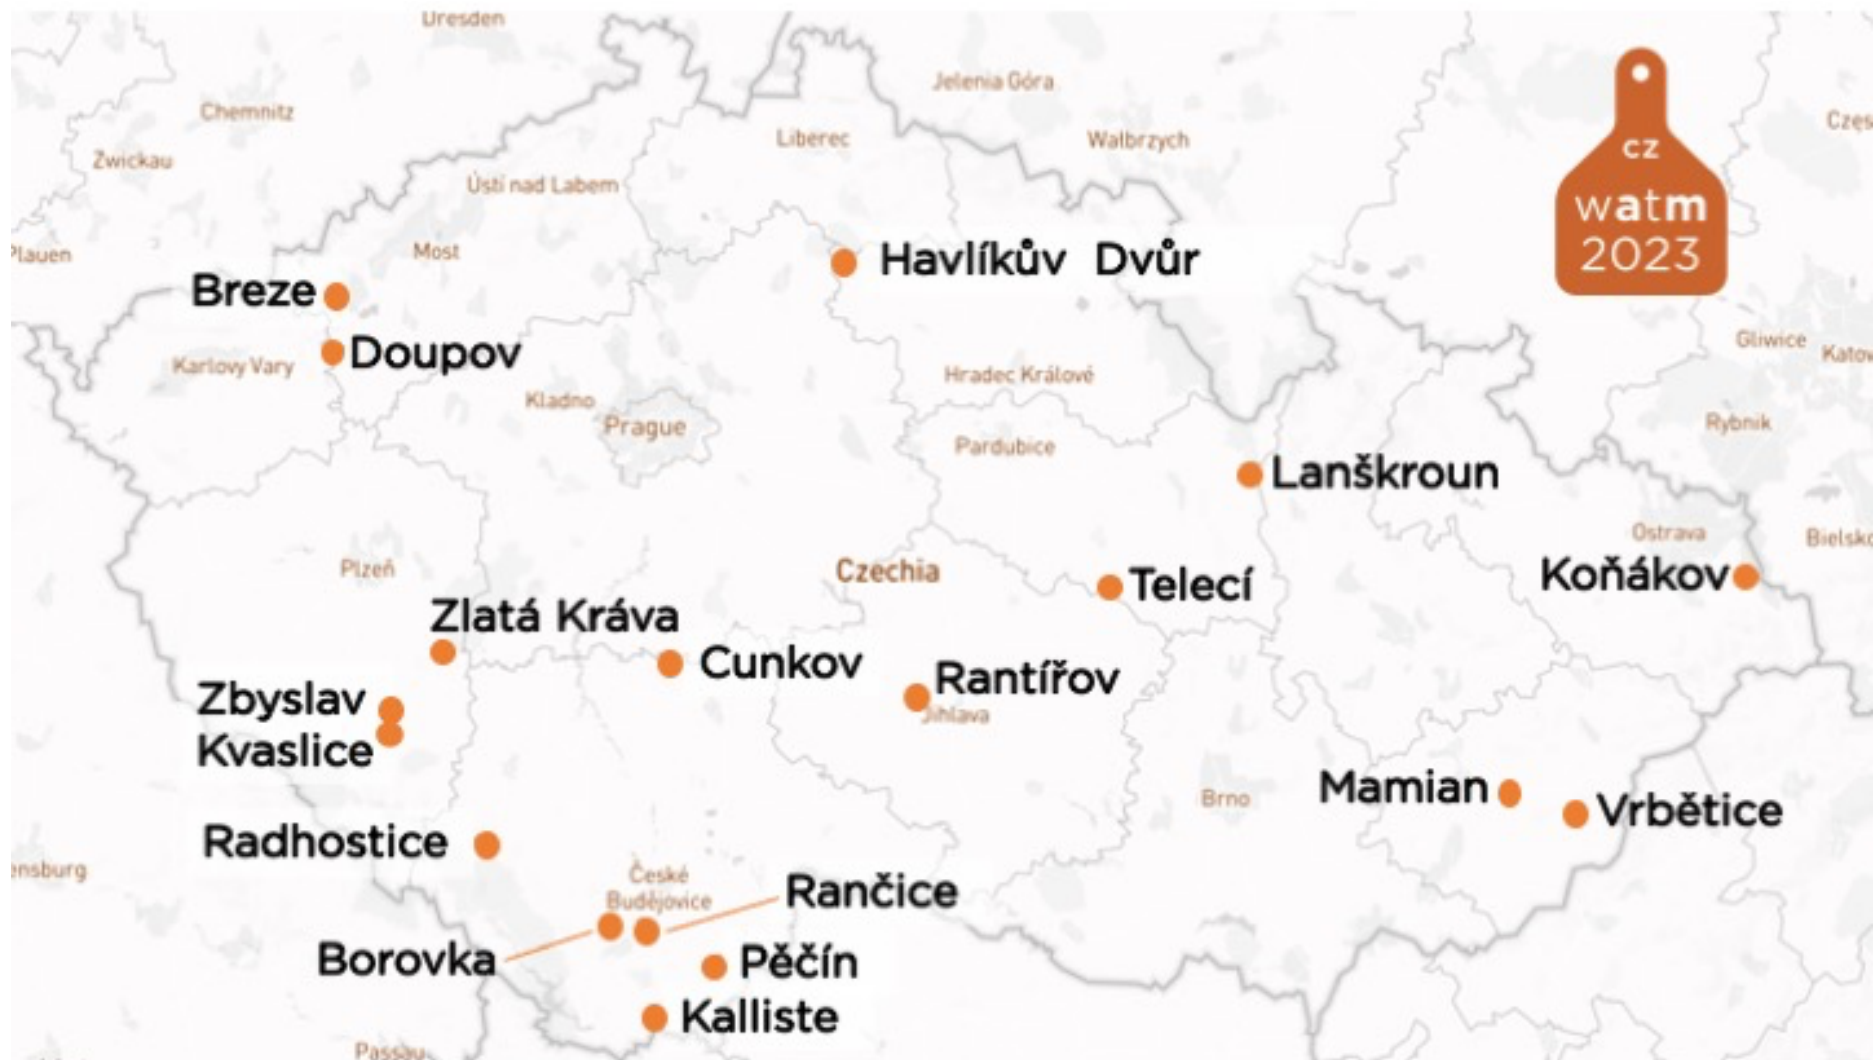 Dresden
Jelenia Góra
Chemnitz
Liberec
Wałbrzych
Zwickau
Ústí nad Labem
cz
watm
2023
Plauen
Most
Havlíkův Dvůr
Breze
Doupov
Karlovy Vary
Gliwice
Hradec Králové
Kladno
Prague
Rybnik
Pardubice
Lanškroun
Ostrava
Plzeň
Czechia
Telecí
Koňákov
Zlatá Kráva
Cunkov
Rantířov
Jihlava
Zbyslav
Kvaslice
Brno
Mamian
Vrbětice
Radhostice
České
Budějovice
Rančice
Borovka
Pěčín
Kalliste
Passau